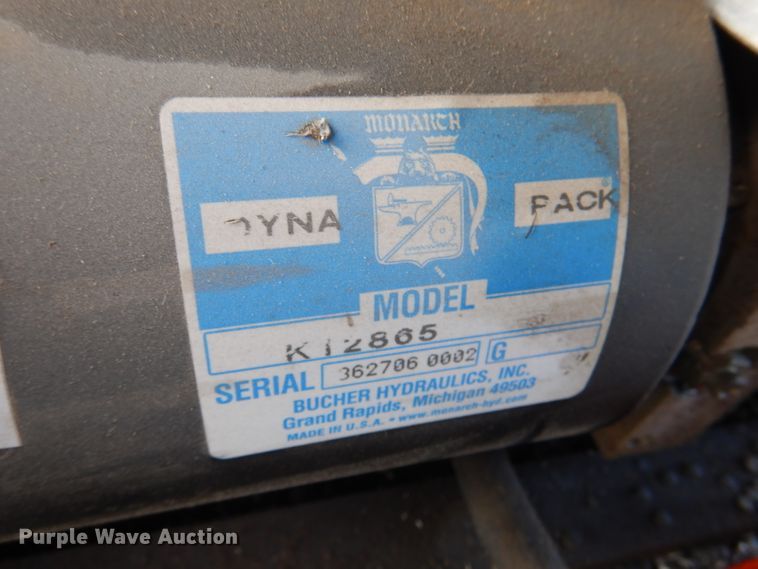 MONARCH
DYNA PACK
MODEL
K12865
SERIAL 362706 0002 G
BUCHER HYDRAULICS, INC.
Grand Rapids, Michigan 49503
MADE IN U.S.A. • www.monarch-hyd.com
Purple Wave Auction